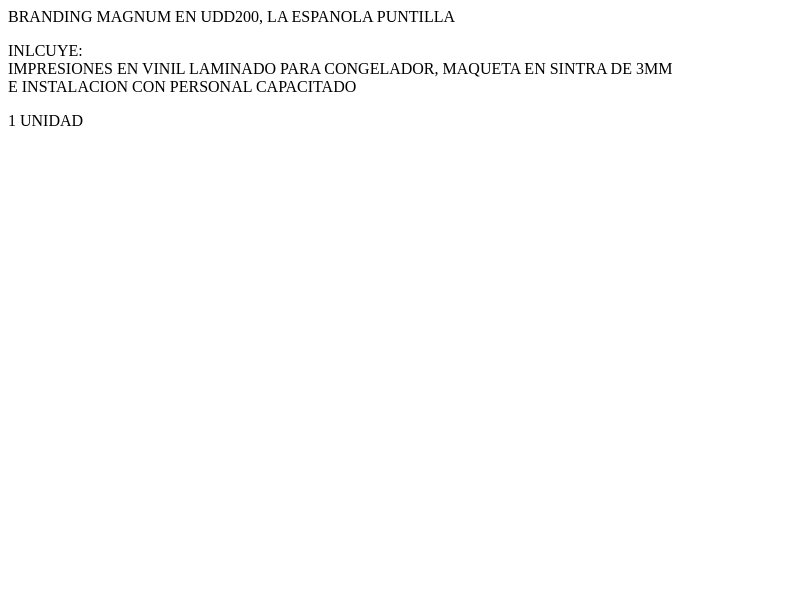 BRANDING MAGNUM EN UDD200, LA ESPANOLA PUNTILLA
INLCUYE:
IMPRESIONES EN VINIL LAMINADO PARA CONGELADOR, MAQUETA EN SINTRA DE 3MM
E INSTALACION CON PERSONAL CAPACITADO
1 UNIDAD